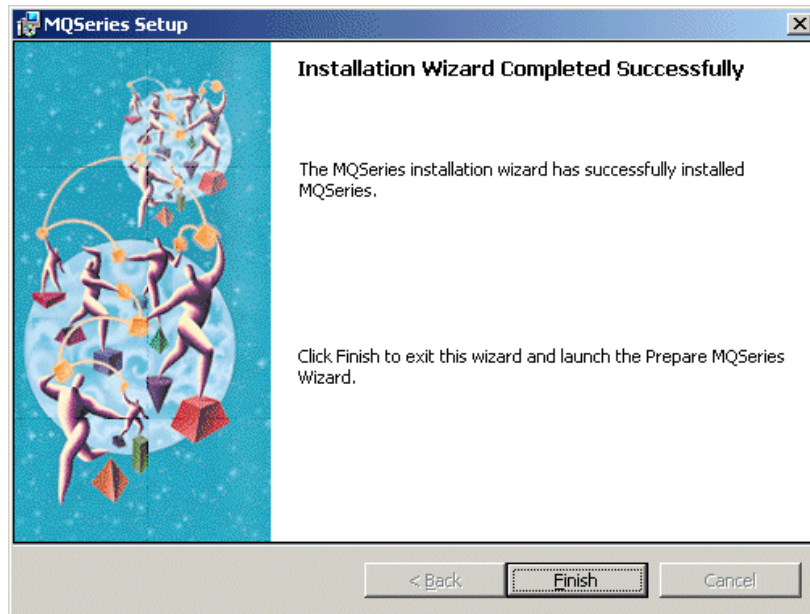 MQSeries Setup
Installation Wizard Completed Successfully
The MQSeries installation wizard has successfully installed
MQSeries.
Click Finish to exit this wizard and launch the Prepare MQSeries
Wizard.
< Back
Finish
Cancel